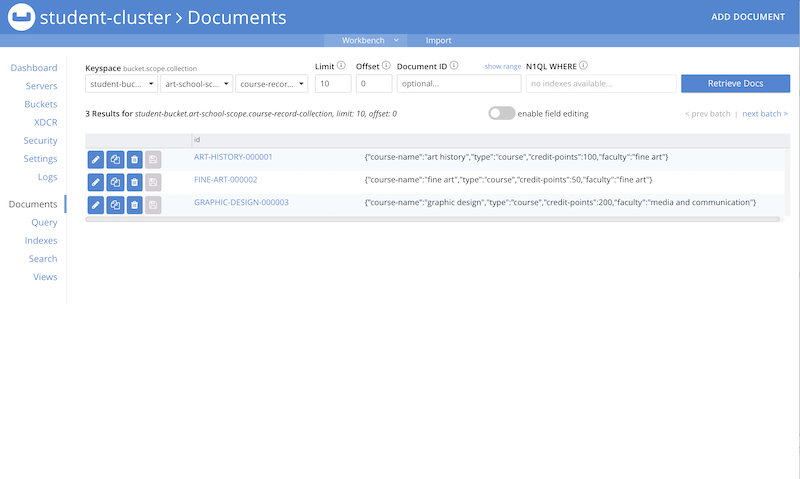 student-cluster > Documents
ADD DOCUMENT
Workbench
Import
Dashboard
Servers
Buckets
XDCR
Security
Settings
Logs
Documents
Query
Indexes
Search
Views
Keyspace bucket.scope.collection
student-buc...
art-school-sc...
course-recor...
Limit
10
Offset
0
Document ID
show range
optional...
N1QL WHERE
no indexes available...
Retrieve Docs
3 Results for student-bucket.art-school-scope.course-record-collection, limit: 10, offset: 0
enable field editing
< prev batch | next batch >
id
ART-HISTORY-000001 {"course-name":"art history","type":"course","credit-points":100,"faculty":"fine art"}
FINE-ART-000002 {"course-name":"fine art","type":"course","credit-points":50,"faculty":"fine art"}
GRAPHIC-DESIGN-000003 {"course-name":"graphic design","type":"course","credit-points":200,"faculty":"media and communication"}